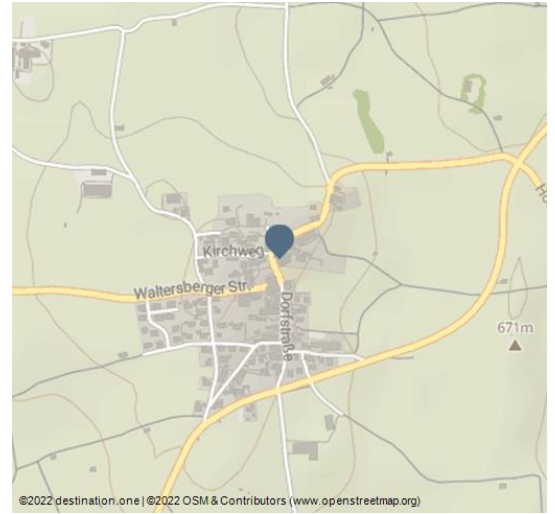 Kirchweg
Waltersberger Str.
Dorfstraße
671m
©2022 destination.one | ©2022 OSM & Contributors (www.openstreetmap.org)